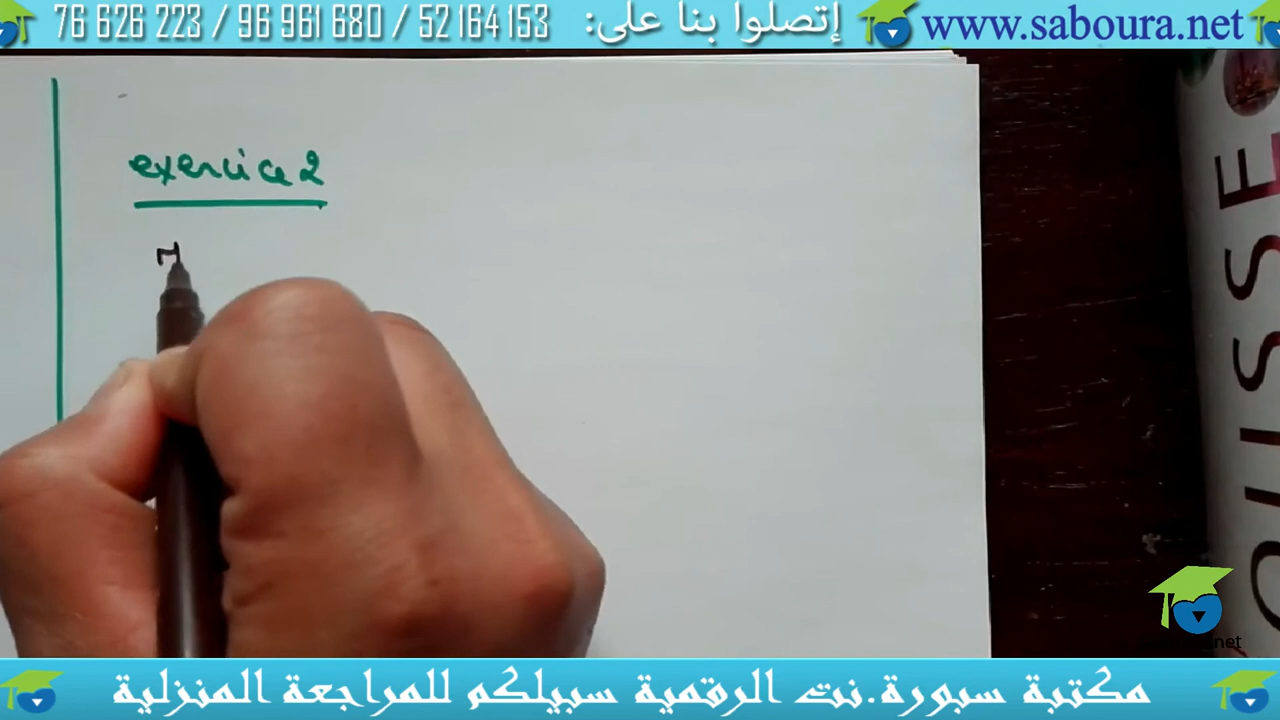 76 626 223 / 96 961 680 / 52 164 153 إتصلوا بنا على: www.saboura.net
exercice 2
مكتبة سبورة.نت الرقمية سبيلكم للمراجعة المنزلية